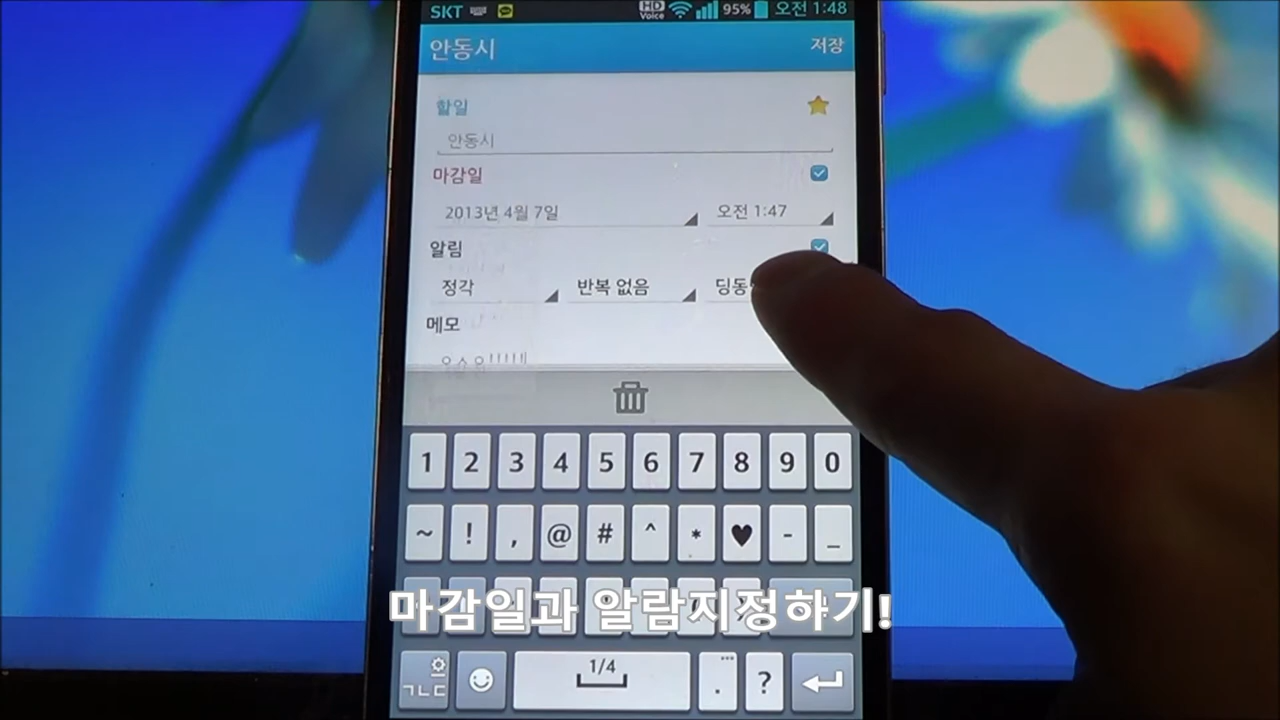 SKT HD Voice 95% 오전 1:48
안동시 저장
할일
안동시
마감일
2013년 4월 7일 오전 1:47
알림
정각 반복 없음 딩동
메모
1 2 3 4 5 6 7 8 9 0
~ ! , @ # ^ * ♥ - _
마감일과 알람지정하기!
ㄱㄴㄷ 1/4 . ?